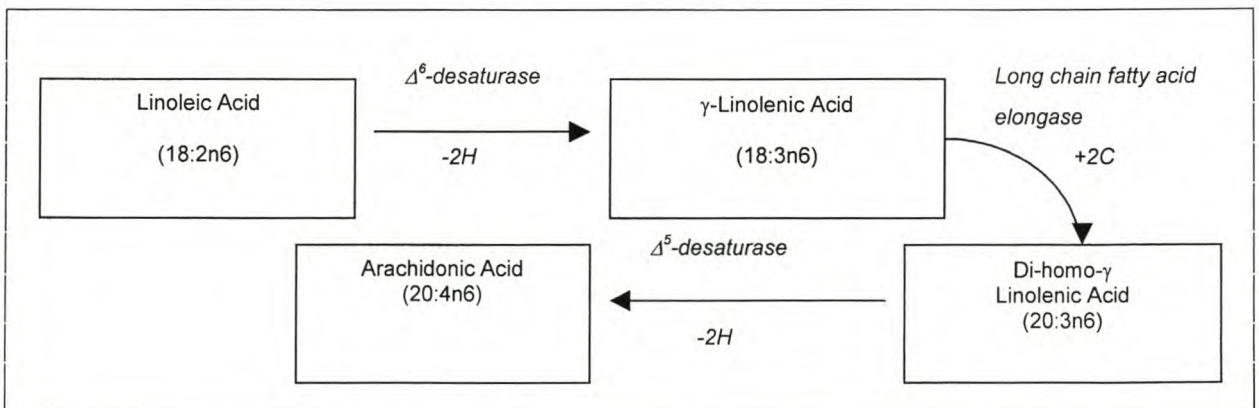 Linoleic Acid
(18:2n6)
Δ⁶-desaturase
-2H
γ-Linolenic Acid
(18:3n6)
Long chain fatty acid
elongase
+2C
Di-homo-γ
Linolenic Acid
(20:3n6)
Δ⁵-desaturase
-2H
Arachidonic Acid
(20:4n6)